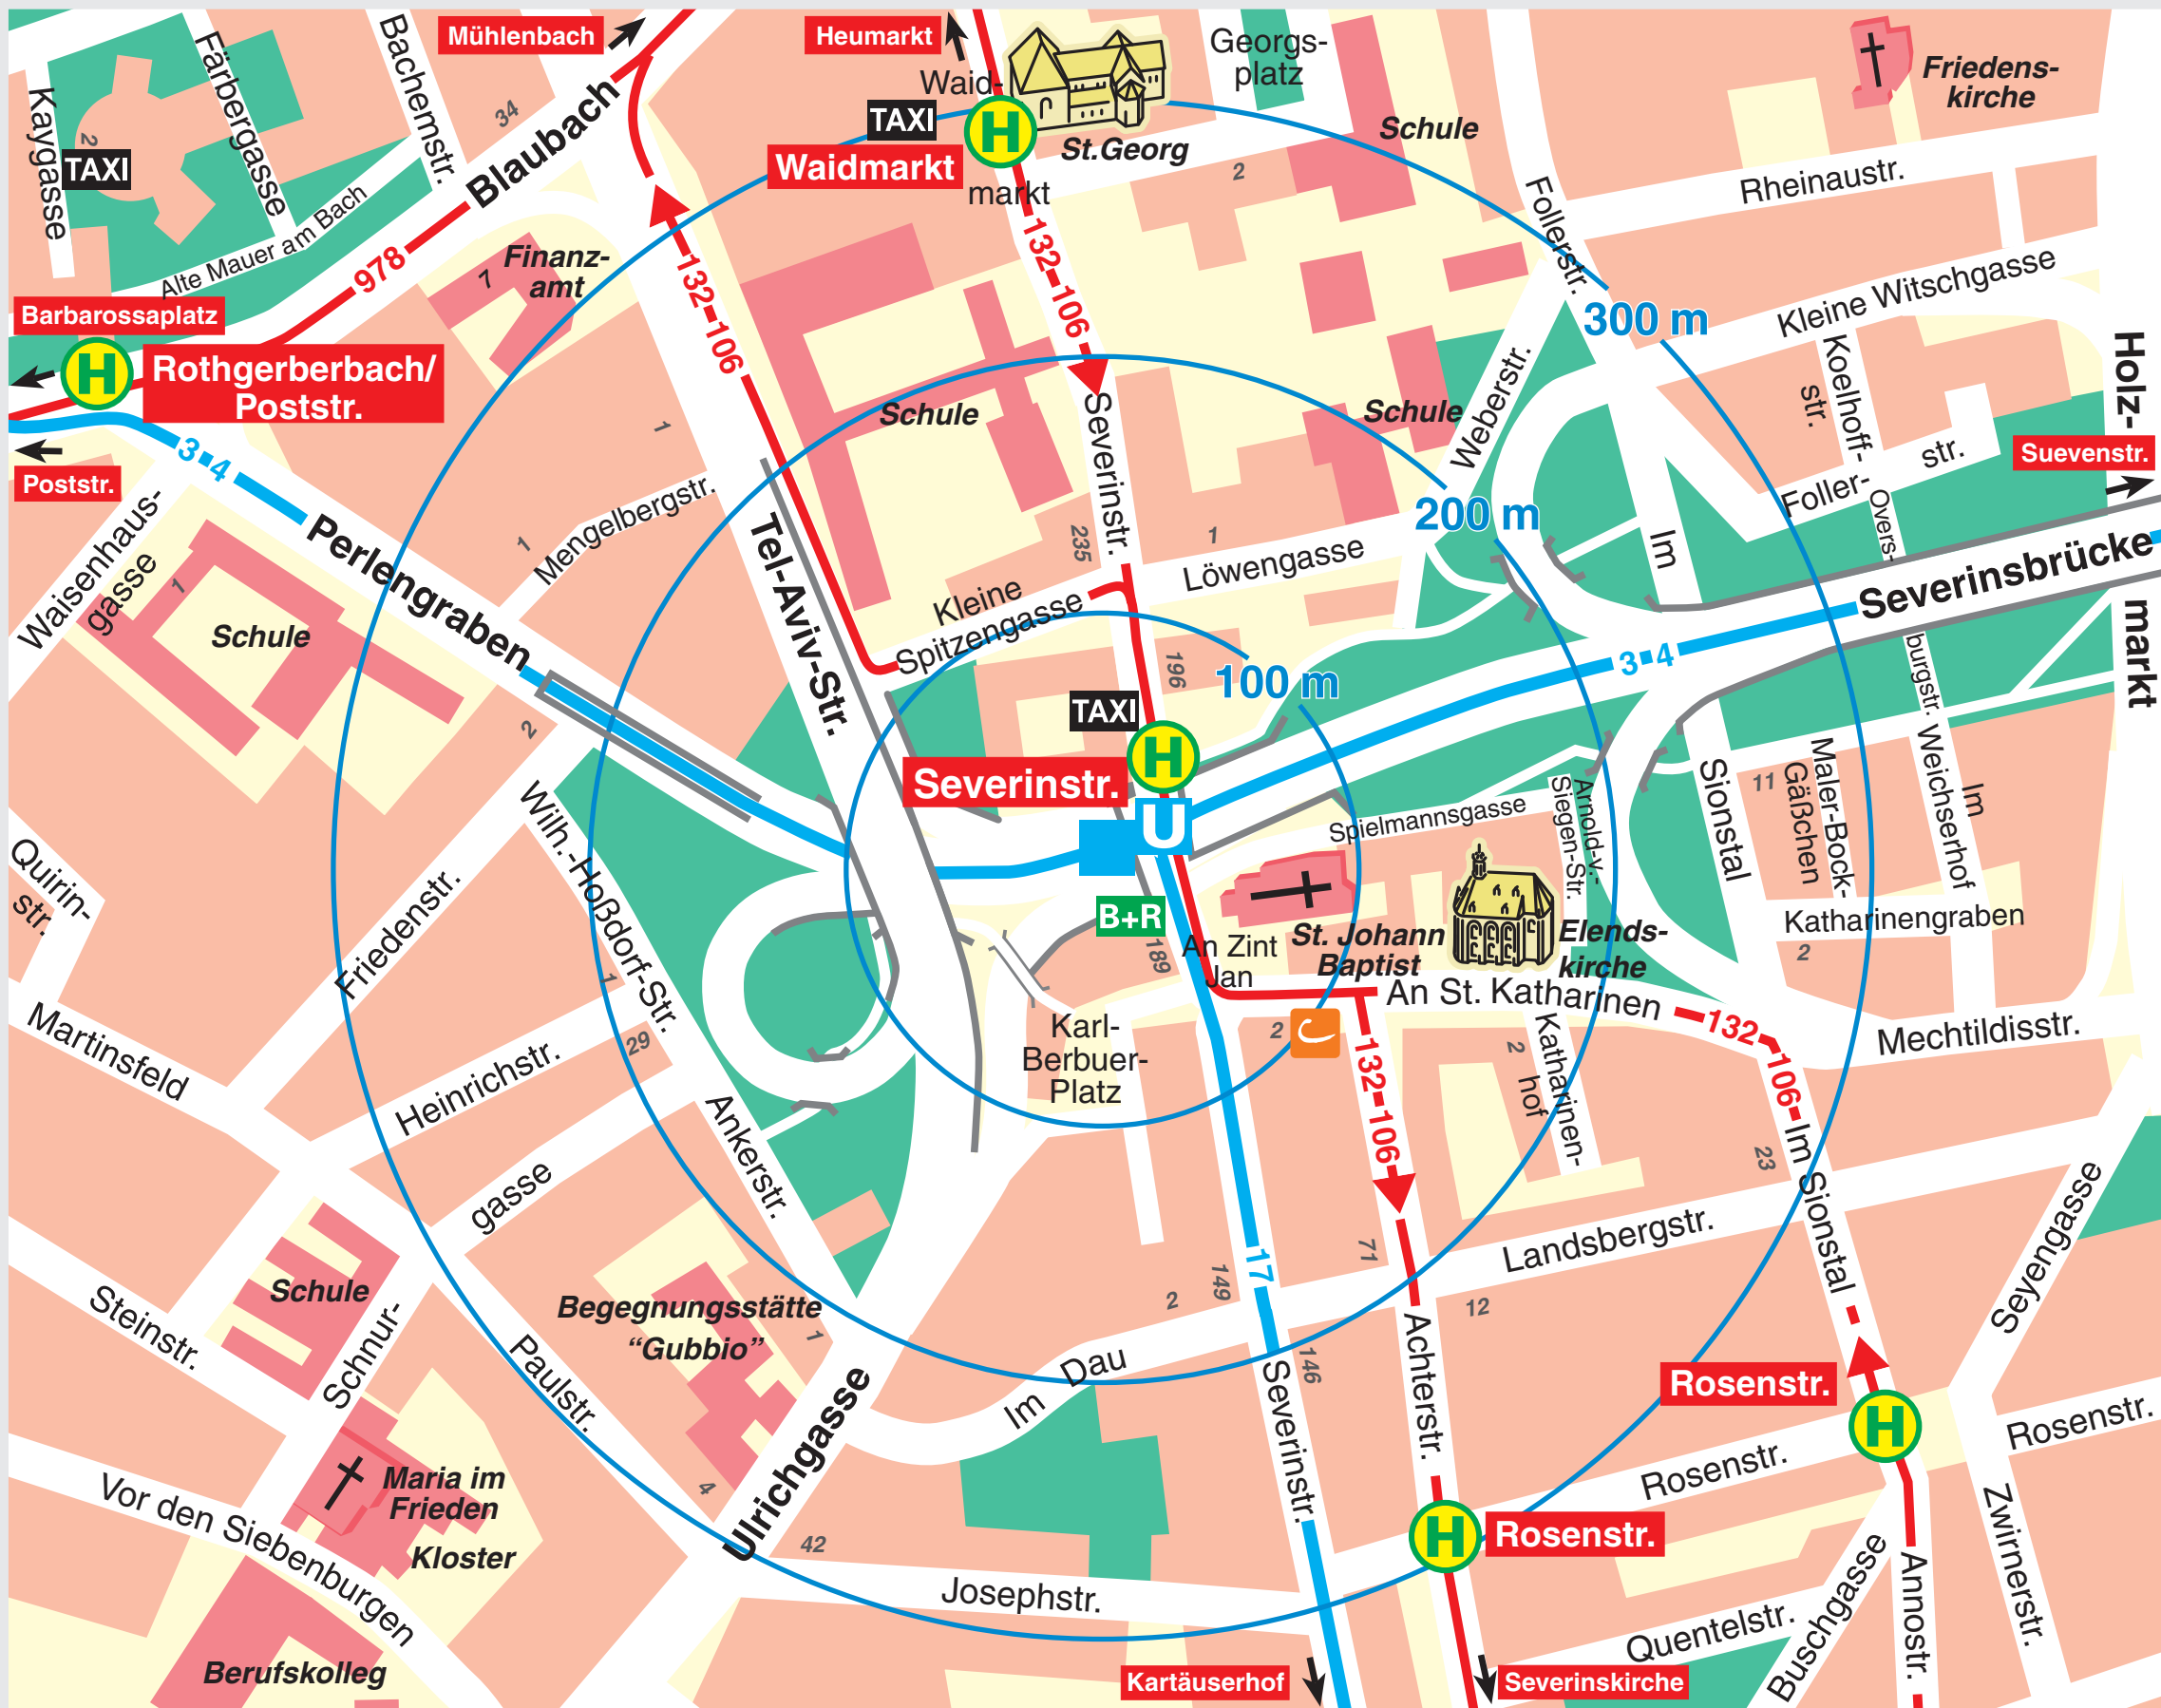 Mühlenbach
Heumarkt
Georgs-
platz
Friedens-
kirche
Kaygasse
2
TAXI
Färbergasse
Bachemstr.
34
Blaubach
Waid-
TAXI
H
Waidmarkt
markt
St.Georg
2
Schule
Follerstr.
Rheinaustr.
Alte Mauer am Bach
978
7
Finanz-
amt
132▪106
132▪106
300 m
Kleine Witschgasse
Barbarossaplatz
H
Rothgerberbach/
Poststr.
Poststr.
3▪4
1
Schule
Severinstr.
Schule
Weberstr.
Koelhoff-
str.
Holz-
markt
Suevenstr.
Foller-
str.
Overs-
burgstr.
Im
200 m
Waisenhaus-
gasse
1
Schule
Perlengraben
1
Mengelbergstr.
Tel-Aviv-Str.
235
1
Löwengasse
Kleine
Spitzengasse
Severinsbrücke
3▪4
196
100 m
TAXI
H
Severinstr.
U
2
Wilh.-Hoßdorf-Str.
1
Spielmannsgasse
Arnold-v.-
Siegen-Str.
Sionstal
11
Maler-Bock-
Gäßchen
Im
Weichserhof
Quirin-
str.
Friedenstr.
B+R
189
An Zint
Jan
St. Johann
Baptist
Elends-
kirche
Katharinengraben
2
An St. Katharinen
132▪106
Mechtildisstr.
Martinsfeld
29
Heinrichstr.
Karl-
Berbuer-
Platz
2
C
132▪106
2
Katharinen-
hof
23
Im Sionstal
Ankerstr.
gasse
Schnur-
Landsbergstr.
71
Seyengasse
Schule
Steinstr.
Begegnungsstätte
“Gubbio”
1
2
149
17
12
146
Im
Dau
Paulstr.
Ulrichgasse
Severinstr.
Achterstr.
Rosenstr.
H
Rosenstr.
Rosenstr.
Maria im
Frieden
Kloster
Vor den Siebenburgen
4
42
H
Rosenstr.
Josephstr.
Zwirnerstr.
Annostr.
Buschgasse
Quentelstr.
Berufskolleg
Kartäuserhof
Severinskirche